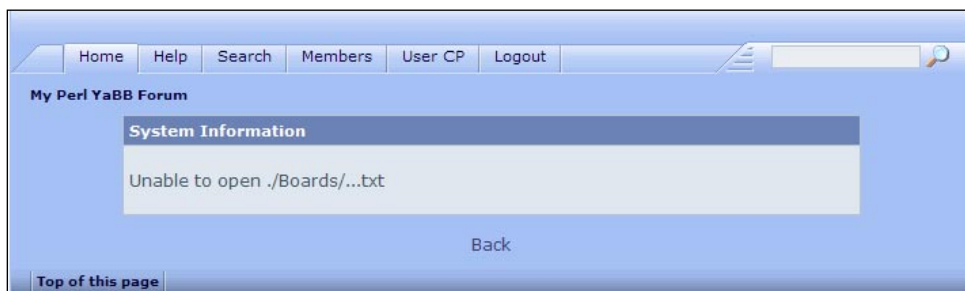 Home Help Search Members User CP Logout
My Perl YaBB Forum
System Information
Unable to open ./Boards/...txt
Back
Top of this page